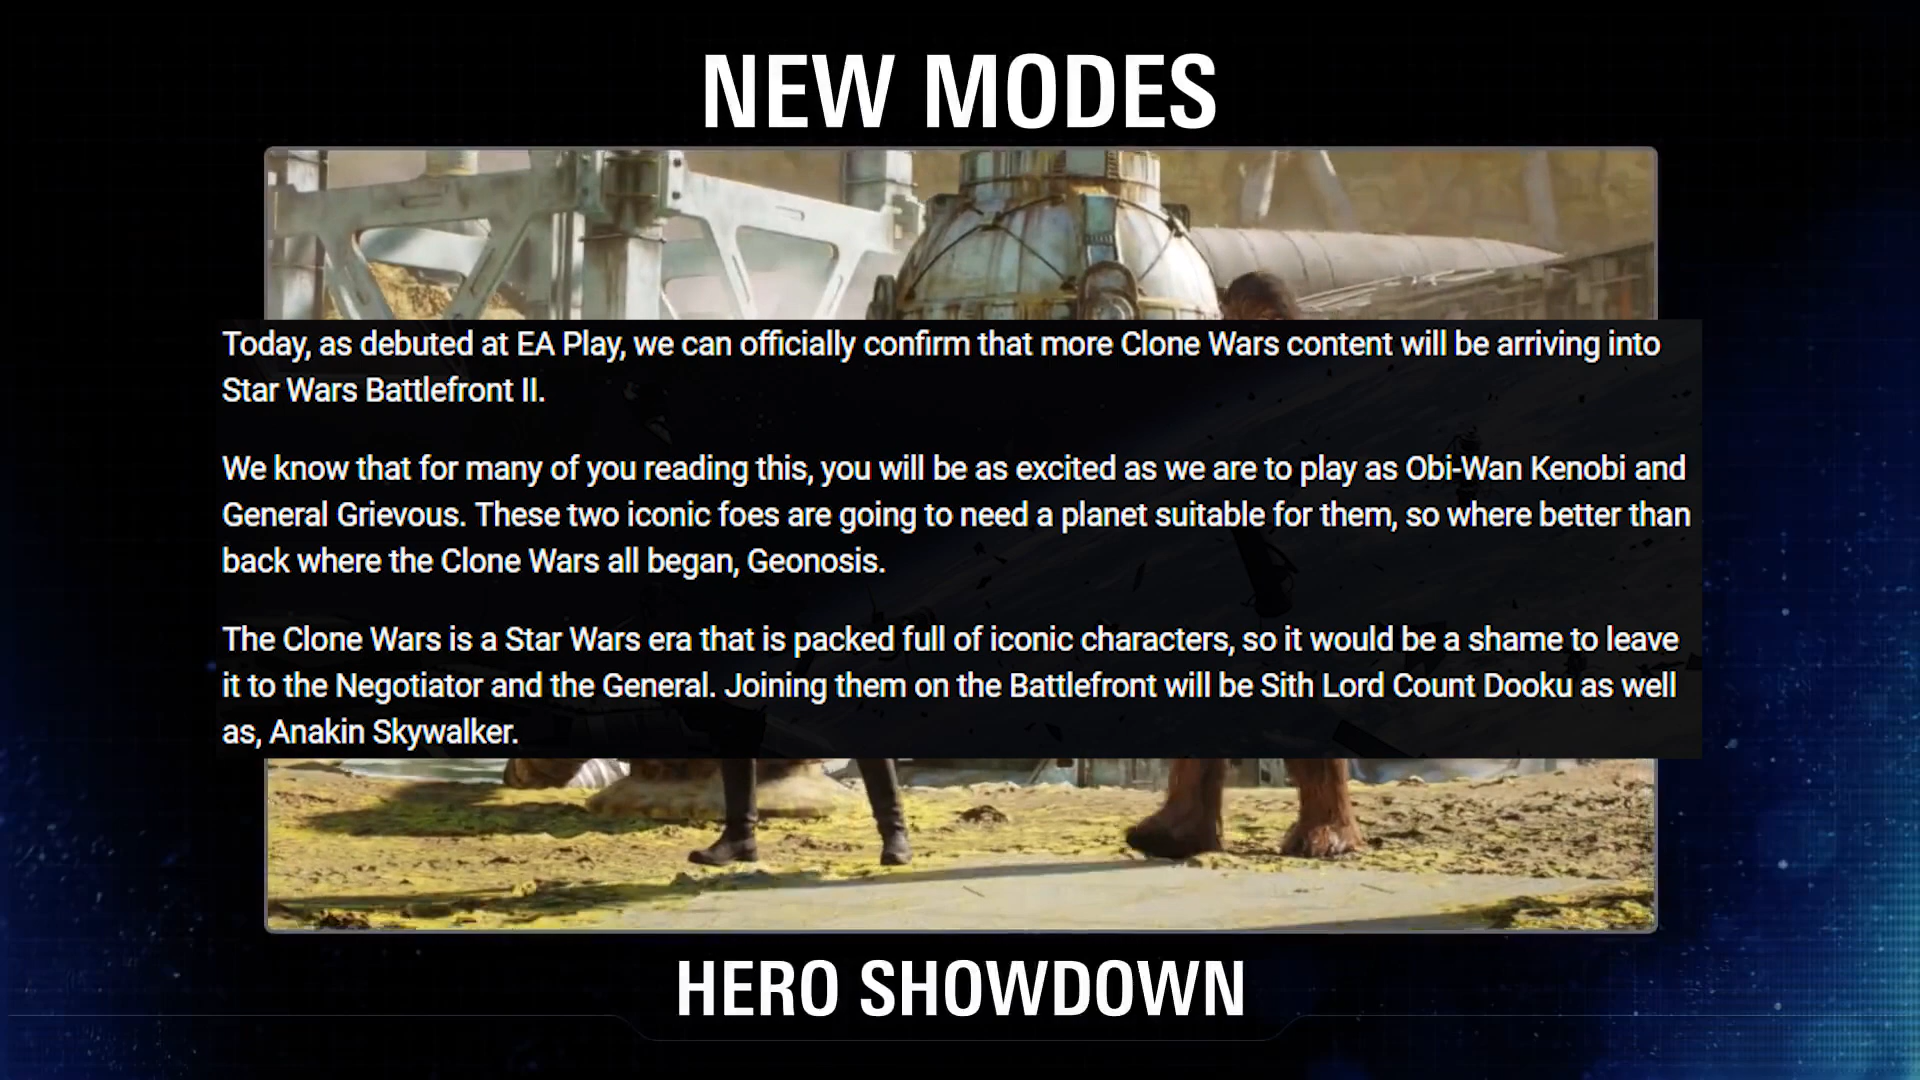 NEW MODES
Today, as debuted at EA Play, we can officially confirm that more Clone Wars content will be arriving into
Star Wars Battlefront II.
We know that for many of you reading this, you will be as excited as we are to play as Obi-Wan Kenobi and
General Grievous. These two iconic foes are going to need a planet suitable for them, so where better than
back where the Clone Wars all began, Geonosis.
The Clone Wars is a Star Wars era that is packed full of iconic characters, so it would be a shame to leave
it to the Negotiator and the General. Joining them on the Battlefront will be Sith Lord Count Dooku as well
as, Anakin Skywalker.
HERO SHOWDOWN